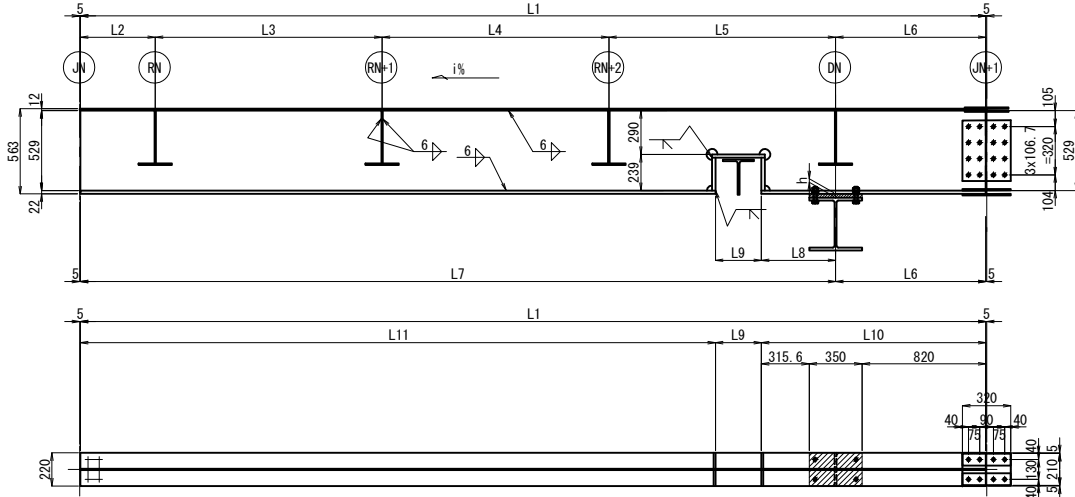 5 L1 5
L2 L3 L4 L5 L6
JN RN RN+1 RN+2 DN JN+1
i%
12
563
529
22
6
6
6
290
239
h
105
3x106.7
=320
104
529
L9 L8
5 L7 L6 5
5 L1 5
L11 L9 L10
315.6 350 820
320
40 90 40
75 75
220
40
130
40
5
210
5